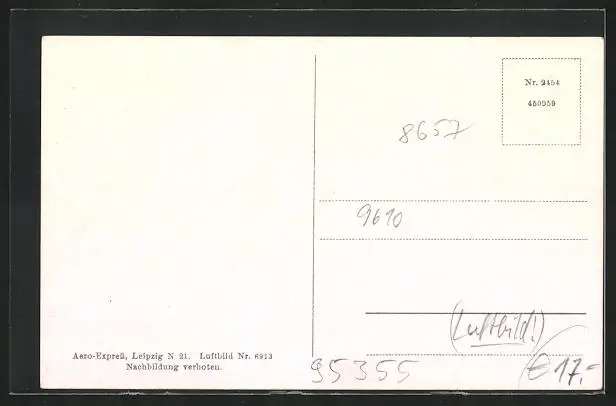 Nr. 2454
450959
8657
9610
(Luftbild!)
Aero-Expreß, Leipzig N 21. Luftbild Nr. 6913
Nachbildung verboten.
95355
€ 17,-